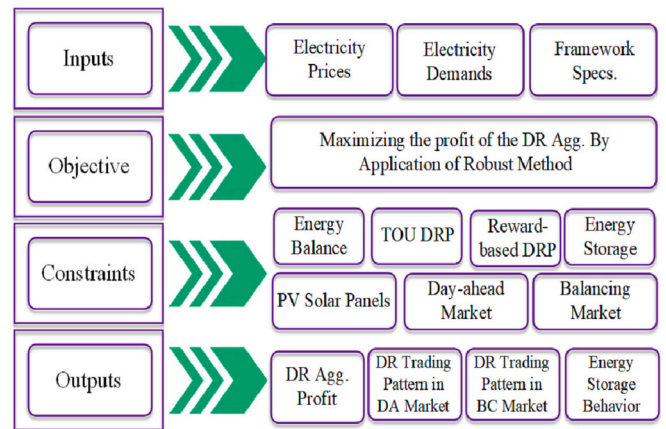 Inputs
Electricity
Prices
Electricity
Demands
Framework
Specs.
Objective
Maximizing the profit of the DR Agg. By
Application of Robust Method
Constraints
Energy
Balance
TOU DRP
Reward-
based DRP
Energy
Storage
PV Solar Panels
Day-ahead
Market
Balancing
Market
Outputs
DR Agg.
Profit
DR Trading
Pattern in
DA Market
DR Trading
Pattern in
BC Market
Energy
Storage
Behavior